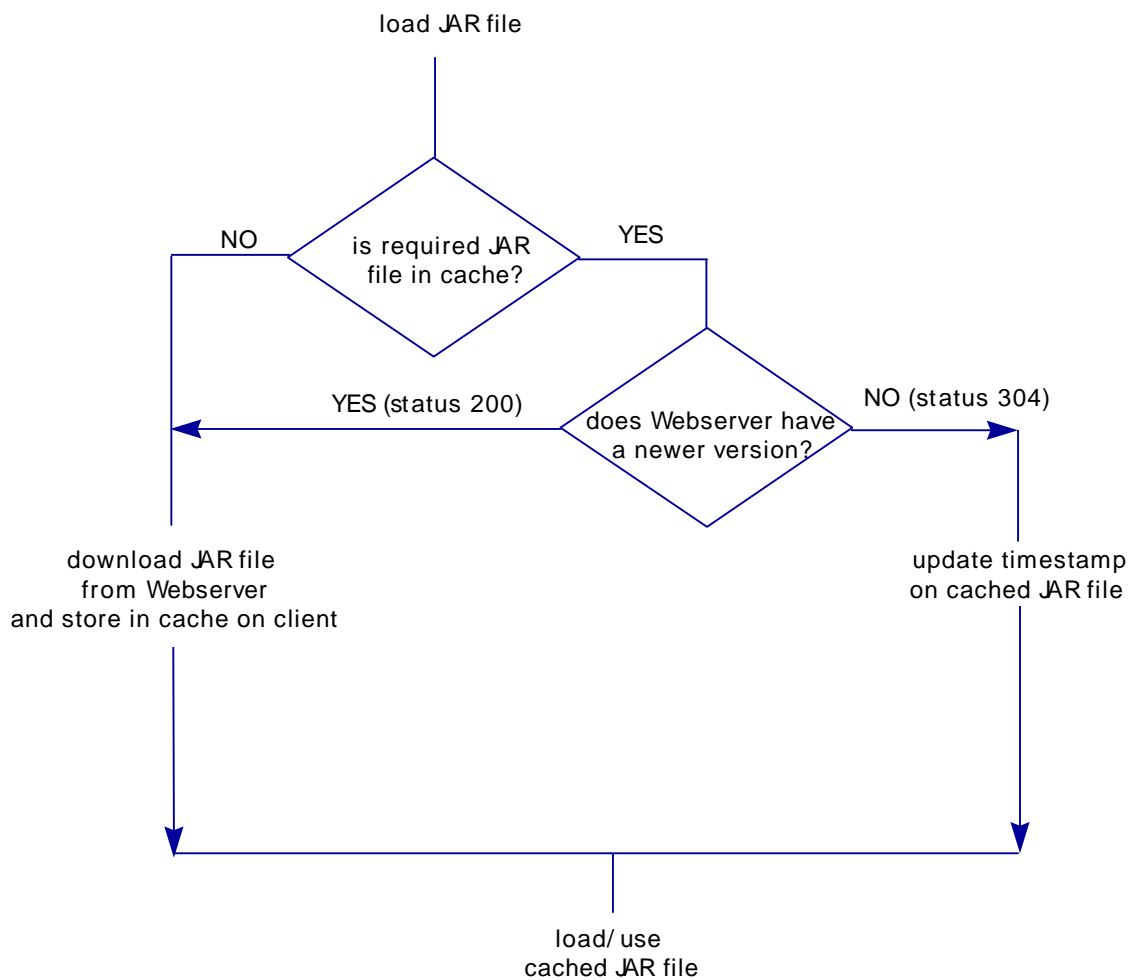 load JAR file
NO
is required JAR
file in cache?
YES
YES (status 200)
does Webserver have
a newer version?
NO (status 304)
download JAR file
from Webserver
and store in cache on client
update timestamp
on cached JAR file
load/use
cached JAR file